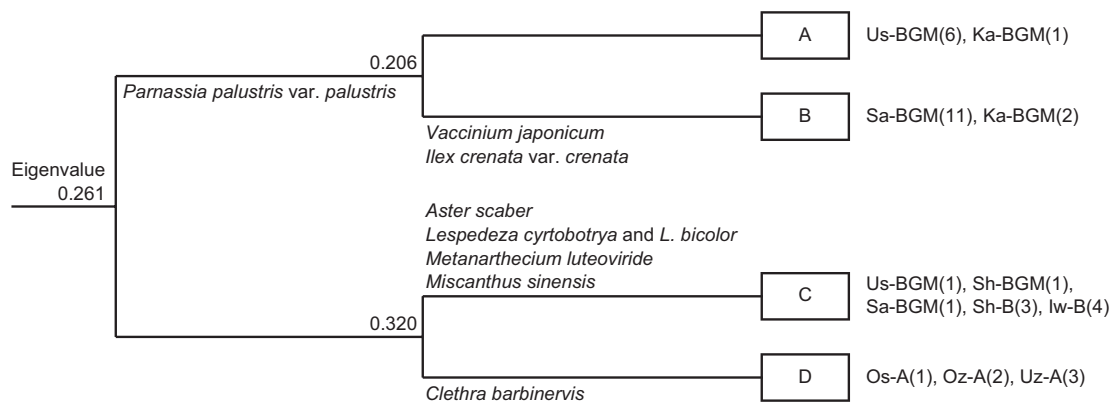 A
Us-BGM(6), Ka-BGM(1)
0.206
Parnassia palustris var. palustris
B
Sa-BGM(11), Ka-BGM(2)
Vaccinium japonicum
Ilex crenata var. crenata
Eigenvalue
0.261
Aster scaber
Lespedeza cyrtobotrya and L. bicolor
Metanarthecium luteoviride
Miscanthus sinensis
C
Us-BGM(1), Sh-BGM(1),
Sa-BGM(1), Sh-B(3), Iw-B(4)
0.320
D
Os-A(1), Oz-A(2), Uz-A(3)
Clethra barbinervis